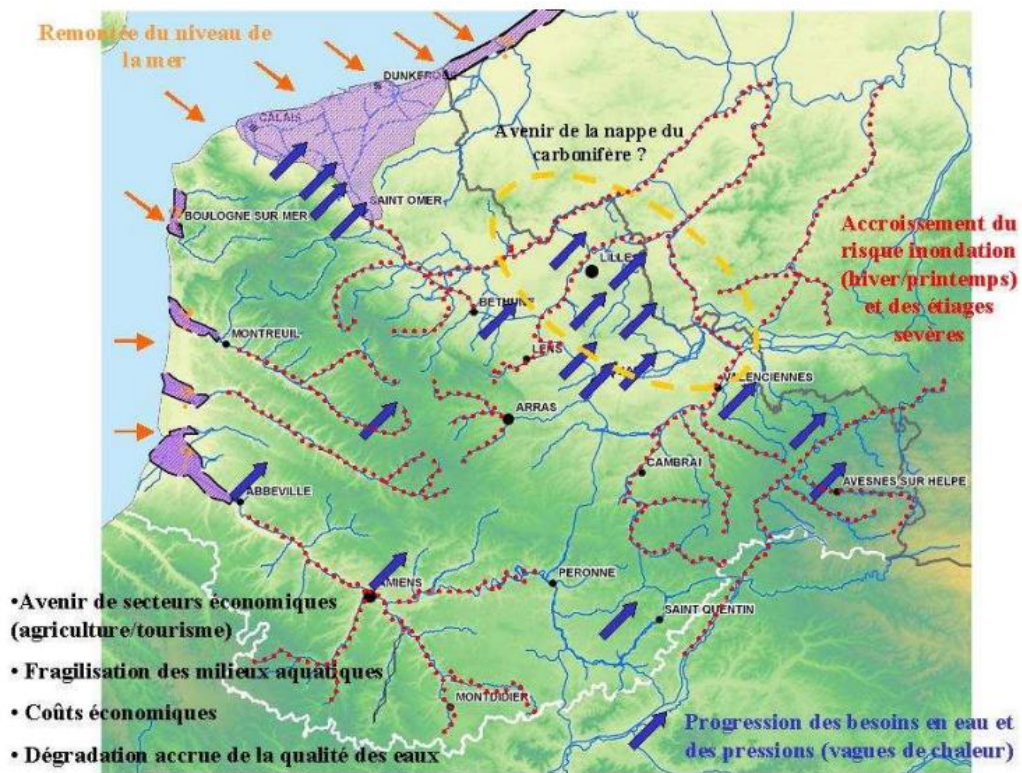 Remontée du niveau de
la mer
DUNKERQUE
CALAIS
Avenir de la nappe du
carbonifère ?
SAINT OMER
BOULOGNE SUR MER
Accroissement du
risque inondation
(hiver/printemps)
et des étiages
sévères
LILLE
BETHUNE
MONTREUIL
LENS
VALENCIENNES
ARRAS
CAMBRAI
AVESNES SUR HELPE
ABBEVILLE
PERONNE
AMIENS
SAINT QUENTIN
•Avenir de secteurs économiques
(agriculture/tourisme)
• Fragilisation des milieux aquatiques
MONTDIDIER
• Coûts économiques
Progression des besoins en eau et
des pressions (vagues de chaleur)
• Dégradation accrue de la qualité des eaux